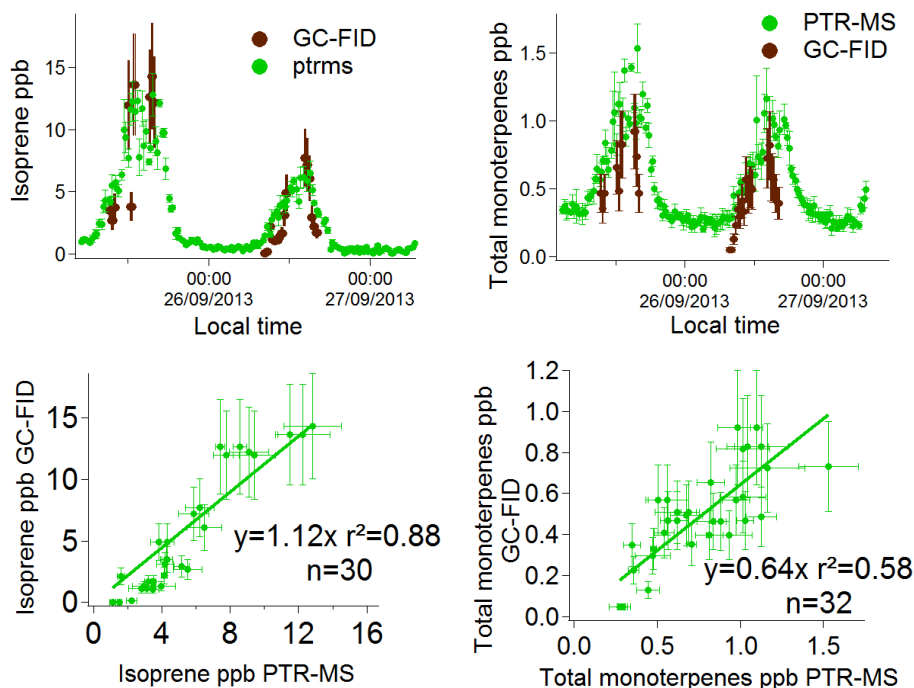 GC-FID
ptrms
Isoprene ppb
15
10
5
0
00:00
00:00
26/09/2013
27/09/2013
Local time
PTR-MS
GC-FID
Total monoterpenes ppb
1.5
1.0
0.5
0.0
00:00
00:00
26/09/2013
27/09/2013
Local time
Isoprene ppb GC-FID
15
10
5
0
y=1.12x r²=0.88
n=30
0
4
8
12
16
Isoprene ppb PTR-MS
Total monoterpenes ppb
GC-FID
1.2
1.0
0.8
0.6
0.4
0.2
0.0
1.2
y=0.64x r²=0.58
n=32
0.0
0.5
1.0
1.5
Total monoterpenes ppb PTR-MS